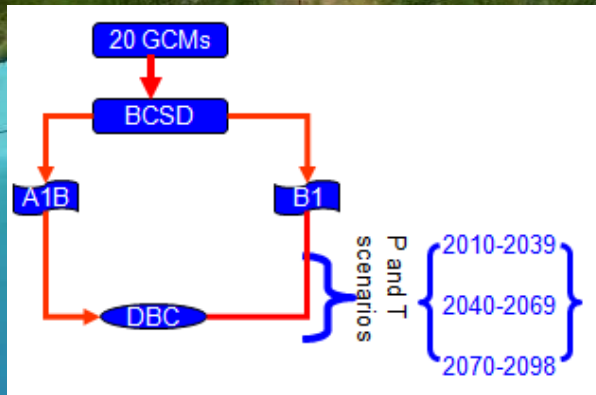 20 GCMs
BCSD
A1B
B1
DBC
P and T
scenarios
2010-2039
2040-2069
2070-2098